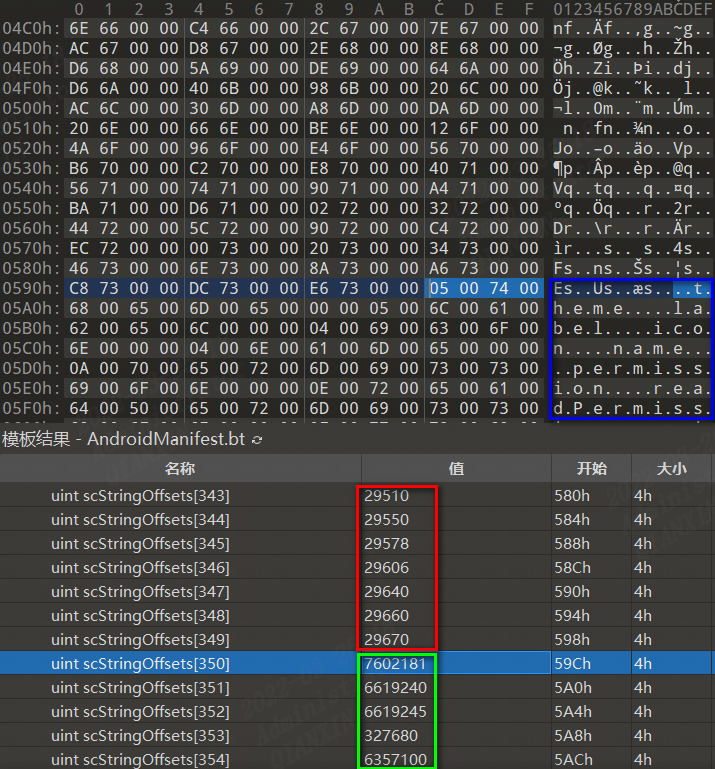 0 1 2 3 4 5 6 7 8 9 A B C D E F 0123456789ABCDEF
04C0h: 6E 66 00 00 C4 66 00 00 2C 67 00 00 7E 67 00 00 nf..Äf..,g..~g..
04D0h: AC 67 00 00 D8 67 00 00 2E 68 00 00 8E 68 00 00 ¬g..Øg...h..Žh..
04E0h: D6 68 00 00 5A 69 00 00 DE 69 00 00 64 6A 00 00 Öh..Zi..Þi..dj..
04F0h: D6 6A 00 00 40 6B 00 00 98 6B 00 00 20 6C 00 00 Öj..@k..˜k.. l..
0500h: AC 6C 00 00 30 6D 00 00 A8 6D 00 00 DA 6D 00 00 ¬l..0m..¨m..Úm..
0510h: 20 6E 00 00 66 6E 00 00 BE 6E 00 00 12 6F 00 00 n..fn..¾n...o..
0520h: 4A 6F 00 00 96 6F 00 00 E4 6F 00 00 56 70 00 00 Jo..–o..äo..Vp..
0530h: B6 70 00 00 C2 70 00 00 E8 70 00 00 40 71 00 00 ¶p..Âp..èp..@q..
0540h: 56 71 00 00 74 71 00 00 90 71 00 00 A4 71 00 00 Vq..tq...q..¤q..
0550h: BA 71 00 00 D6 71 00 00 02 72 00 00 32 72 00 00 ºq..Öq...r..2r..
0560h: 44 72 00 00 5C 72 00 00 90 72 00 00 C4 72 00 00 Dr..\r...r..Är..
0570h: EC 72 00 00 00 73 00 00 20 73 00 00 34 73 00 00 ìr...s.. s..4s..
0580h: 46 73 00 00 6E 73 00 00 8A 73 00 00 A6 73 00 00 Fs..ns..Šs..¦s..
0590h: C8 73 00 00 DC 73 00 00 E6 73 00 00 05 00 74 00 Ès..Üs..æs....t.
05A0h: 68 00 65 00 6D 00 65 00 00 00 05 00 6C 00 61 00 h.e.m.e.....l.a.
05B0h: 62 00 65 00 6C 00 00 00 04 00 69 00 63 00 6F 00 b.e.l.....i.c.o.
05C0h: 6E 00 00 00 04 00 6E 00 61 00 6D 00 65 00 00 00 n.....n.a.m.e...
05D0h: 0A 00 70 00 65 00 72 00 6D 00 69 00 73 00 73 00 ..p.e.r.m.i.s.s.
05E0h: 69 00 6F 00 6E 00 00 00 0E 00 72 00 65 00 61 00 i.o.n.....r.e.a.
05F0h: 64 00 50 00 65 00 72 00 6D 00 69 00 73 00 73 00 d.P.e.r.m.i.s.s.
模板结果 - AndroidManifest.bt
名称 值 开始 大小
uint scStringOffsets[343] 29510 580h 4h
uint scStringOffsets[344] 29550 584h 4h
uint scStringOffsets[345] 29578 588h 4h
uint scStringOffsets[346] 29606 58Ch 4h
uint scStringOffsets[347] 29640 590h 4h
uint scStringOffsets[348] 29660 594h 4h
uint scStringOffsets[349] 29670 598h 4h
uint scStringOffsets[350] 7602181 59Ch 4h
uint scStringOffsets[351] 6619240 5A0h 4h
uint scStringOffsets[352] 6619245 5A4h 4h
uint scStringOffsets[353] 327680 5A8h 4h
uint scStringOffsets[354] 6357100 5ACh 4h